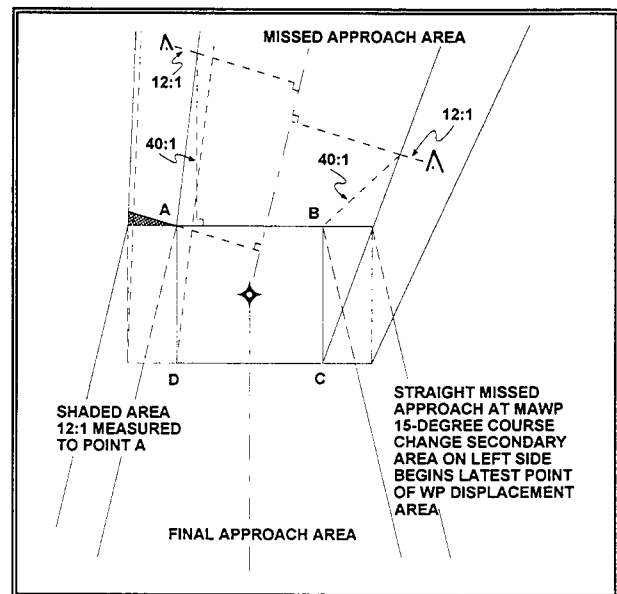 MISSED APPROACH AREA
12:1
12:1
40:1
40:1
A
B
D
C
SHADED AREA
12:1 MEASURED
TO POINT A
STRAIGHT MISSED
APPROACH AT MAWP
15-DEGREE COURSE
CHANGE SECONDARY
AREA ON LEFT SIDE
BEGINS LATEST POINT
OF WP DISPLACEMENT
AREA
FINAL APPROACH AREA